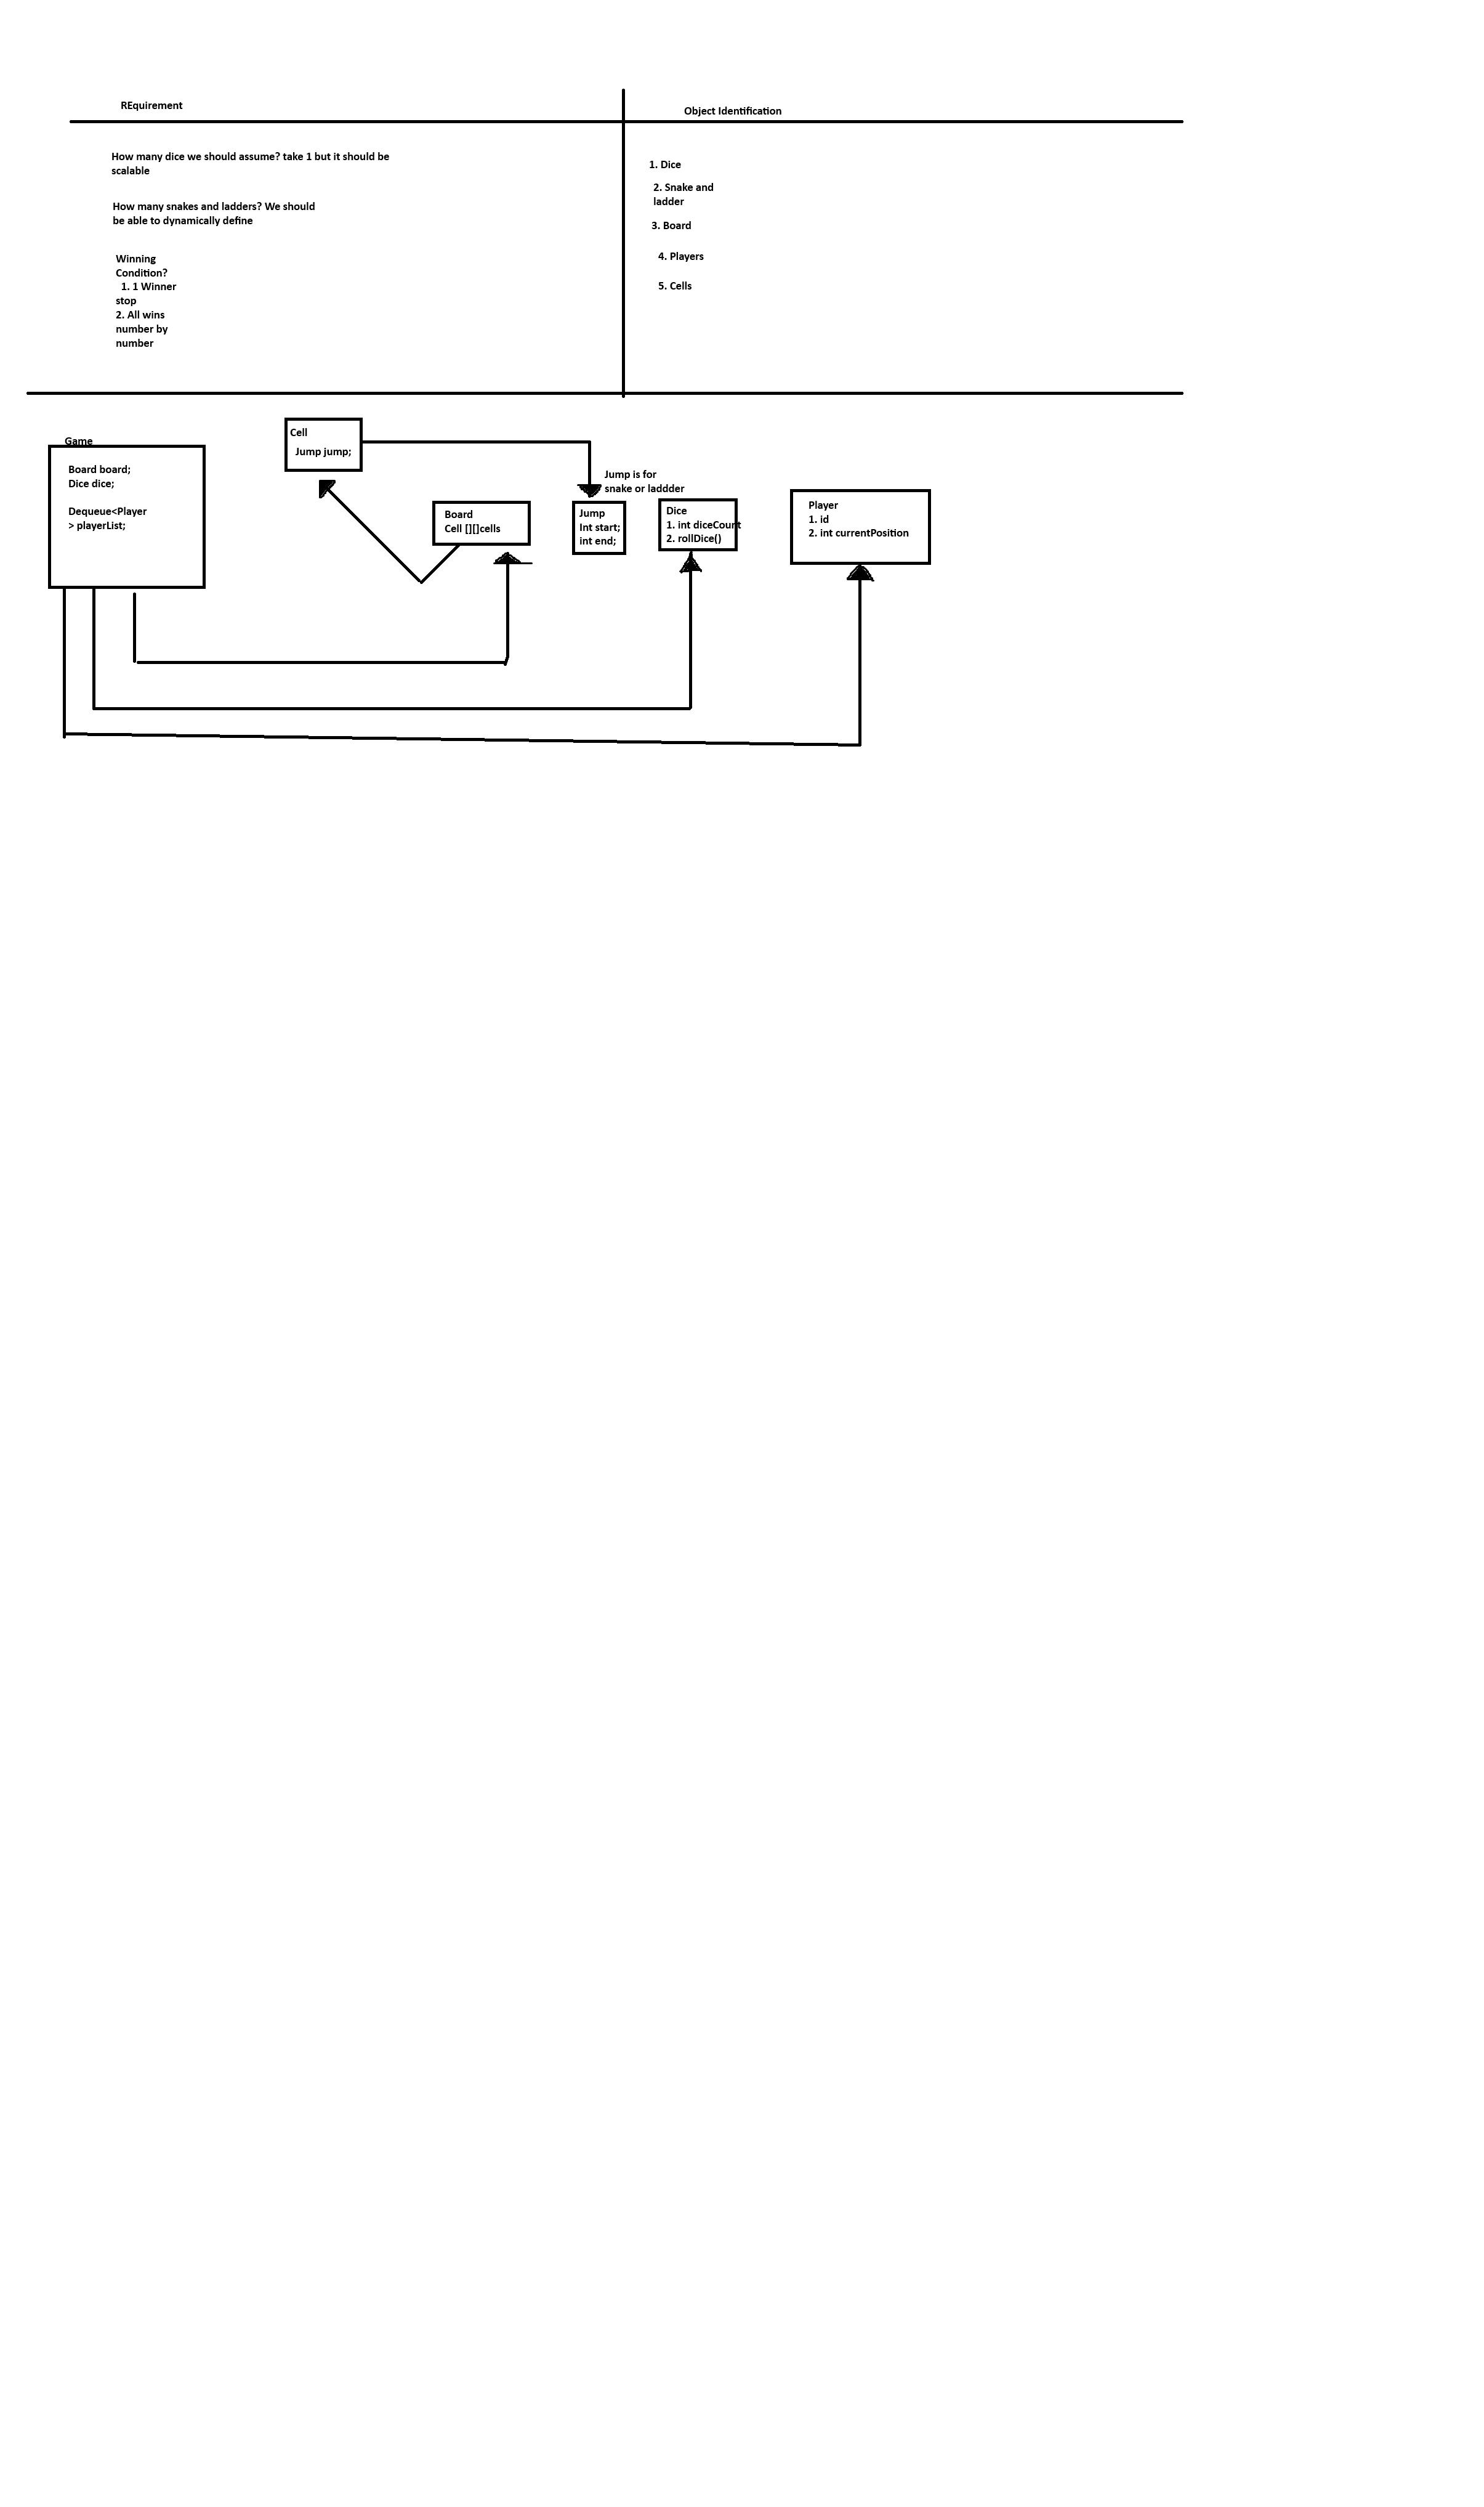 REquirement
Object Identification
How many dice we should assume? take 1 but it should be
scalable
How many snakes and ladders? We should
be able to dynamically define
Winning
Condition?
1. 1 Winner
stop
2. All wins
number by
number
1. Dice
2. Snake and
ladder
3. Board
4. Players
5. Cells
Game
Board board;
Dice dice;
Dequeue<Player
> playerList;
Cell
Jump jump;
Board
Cell [][]cells
Jump is for
snake or laddder
Jump
Int start;
int end;
Dice
1. int diceCount
2. rollDice()
Player
1. id
2. int currentPosition